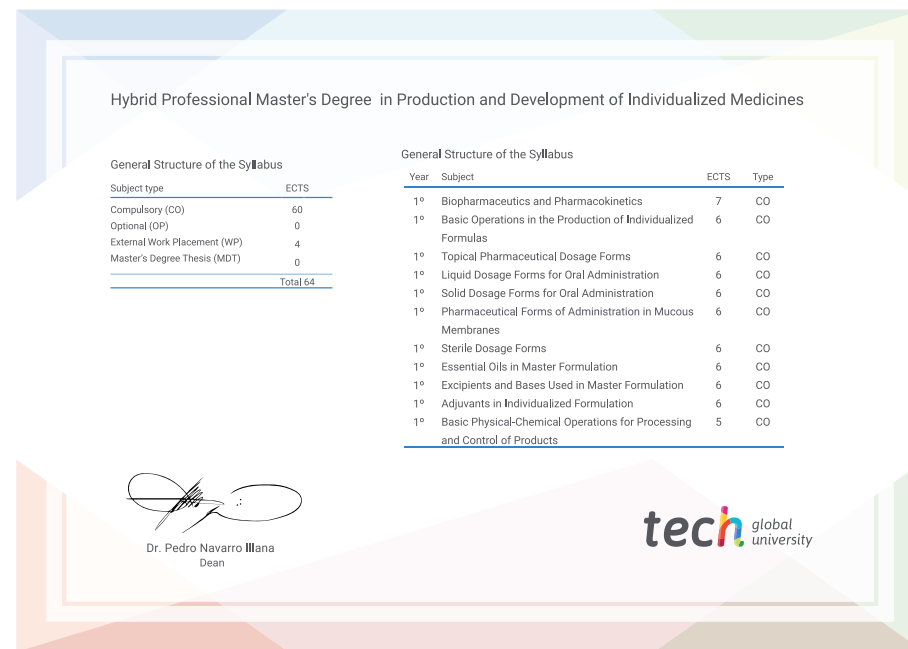 Hybrid Professional Master's Degree in Production and Development of Individualized Medicines
General Structure of the Syllabus
Subject type ECTS
Compulsory (CO) 60
Optional (OP) 0
External Work Placement (WP) 4
Master's Degree Thesis (MDT) 0
Total 64
General Structure of the Syllabus
Year Subject ECTS Type
1º Biopharmaceutics and Pharmacokinetics 7 CO
1º Basic Operations in the Production of Individualized 6 CO
Formulas
1º Topical Pharmaceutical Dosage Forms 6 CO
1º Liquid Dosage Forms for Oral Administration 6 CO
1º Solid Dosage Forms for Oral Administration 6 CO
1º Pharmaceutical Forms of Administration in Mucous 6 CO
Membranes
1º Sterile Dosage Forms 6 CO
1º Essential Oils in Master Formulation 6 CO
1º Excipients and Bases Used in Master Formulation 6 CO
1º Adjuvants in Individualized Formulation 6 CO
1º Basic Physical-Chemical Operations for Processing 5 CO
and Control of Products
Dr. Pedro Navarro Illana
Dean
tech global
university